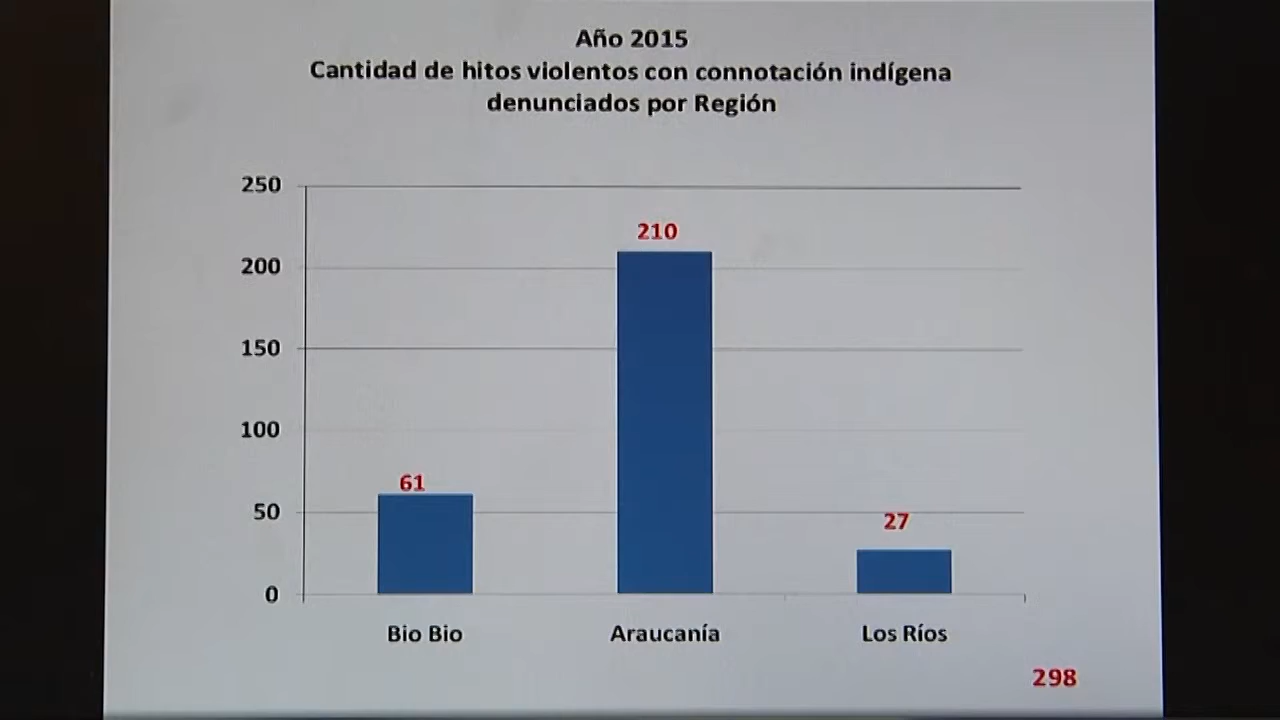 Año 2015
Cantidad de hitos violentos con connotación indígena
denunciados por Región
250
200
150
100
50
0
61
210
27
Bio Bio
Araucanía
Los Ríos
298